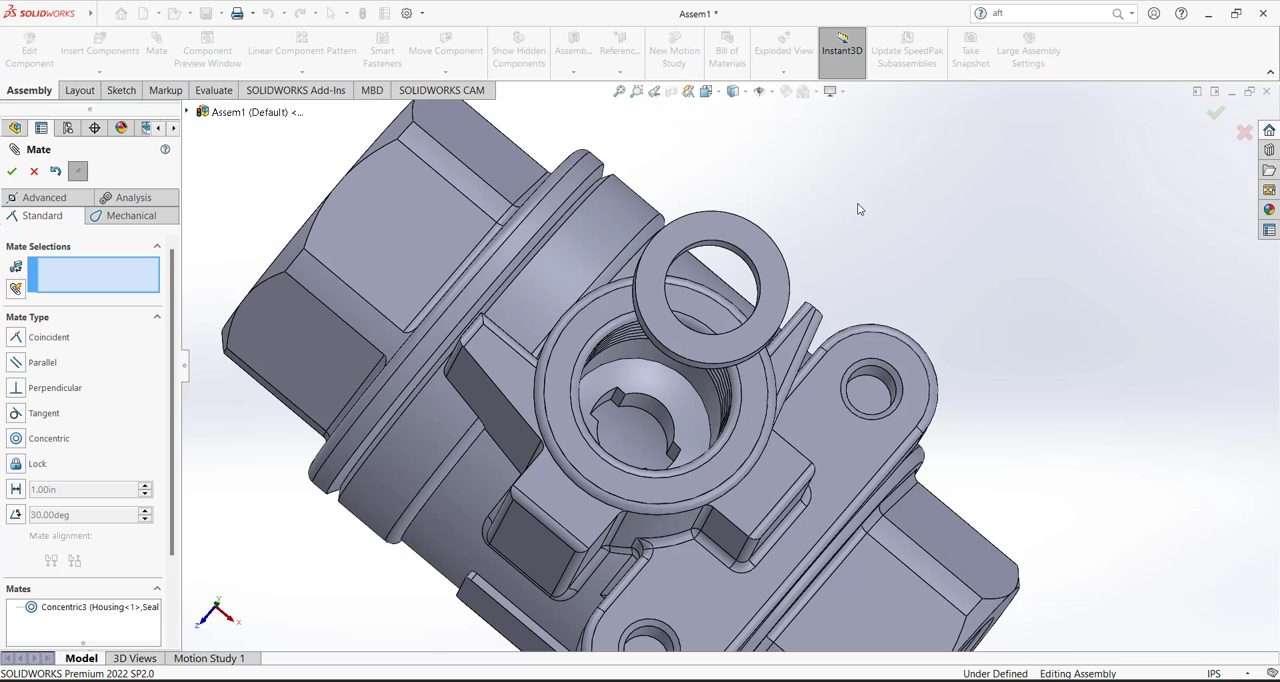 SOLIDWORKS
Assem1 *
aft
Edit Component
Insert Components
Mate
Component Preview Window
Linear Component Pattern
Smart Fasteners
Move Component
Show Hidden Components
Assemb...
Referenc...
New Motion Study
Bill of Materials
Exploded View
Instant3D
Update SpeedPak Subassemblies
Take Snapshot
Large Assembly Settings
Assembly
Layout
Sketch
Markup
Evaluate
SOLIDWORKS Add-Ins
MBD
SOLIDWORKS CAM
Assem1 (Default) <...
Mate
Advanced
Analysis
Standard
Mechanical
Mate Selections
Mate Type
Coincident
Parallel
Perpendicular
Tangent
Concentric
Lock
1.00in
30.00deg
Mate alignment:
Mates
Concentric3 (Housing<1>,Seal
Y
X
Z
Model
3D Views
Motion Study 1
SOLIDWORKS Premium 2022 SP2.0
Under Defined
Editing Assembly
IPS